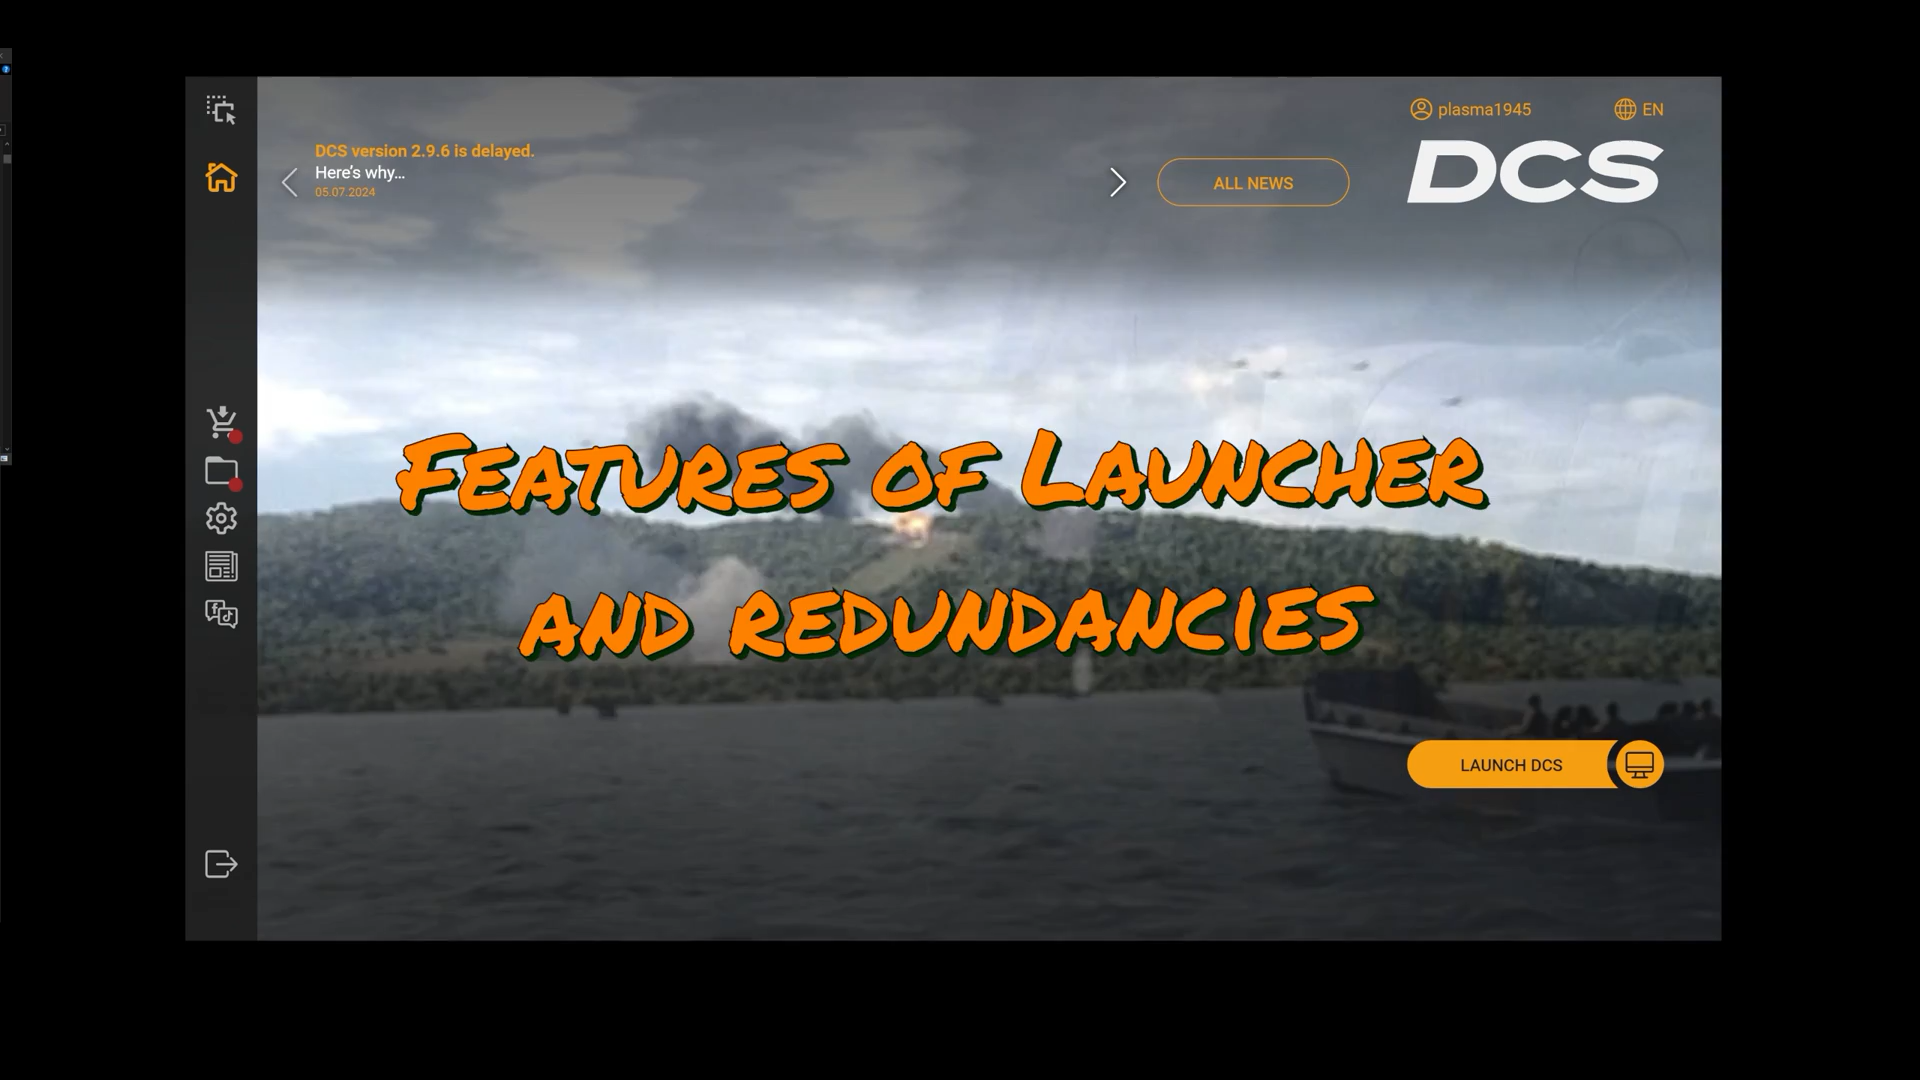 plasma1945
EN
DCS version 2.9.6 is delayed.
Here's why...
05.07.2024
ALL NEWS
DCS
FEATURES OF LAUNCHER
AND REDUNDANCIES
LAUNCH DCS